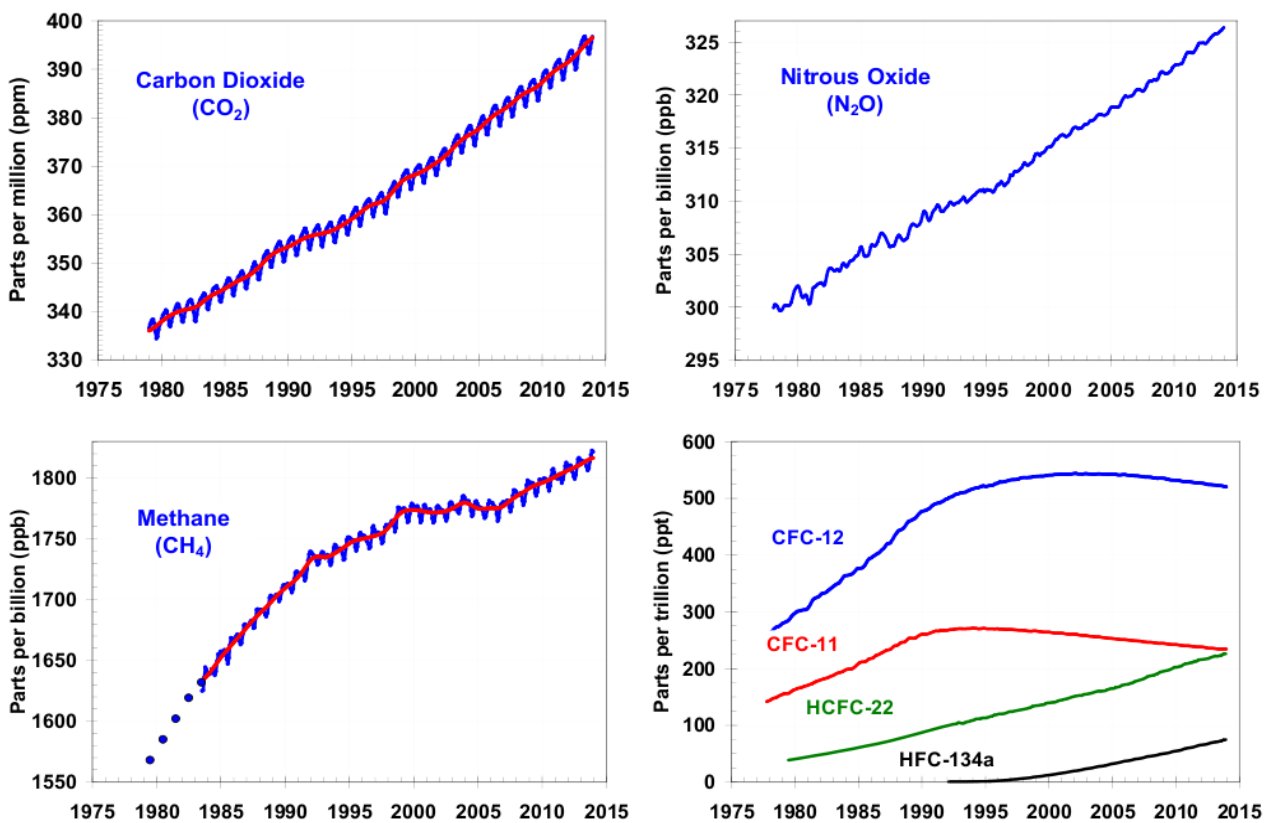 400
390
380
370
360
350
340
330
Parts per million (ppm)
Carbon Dioxide
(CO₂)
1975 1980 1985 1990 1995 2000 2005 2010 2015
325
320
315
310
305
300
295
Parts per billion (ppb)
Nitrous Oxide
(N₂O)
1975 1980 1985 1990 1995 2000 2005 2010 2015
1800
1750
1700
1650
1600
1550
Parts per billion (ppb)
Methane
(CH₄)
1975 1980 1985 1990 1995 2000 2005 2010 2015
600
500
400
300
200
100
0
Parts per trillion (ppt)
CFC-12
CFC-11
HCFC-22
HFC-134a
1975 1980 1985 1990 1995 2000 2005 2010 2015